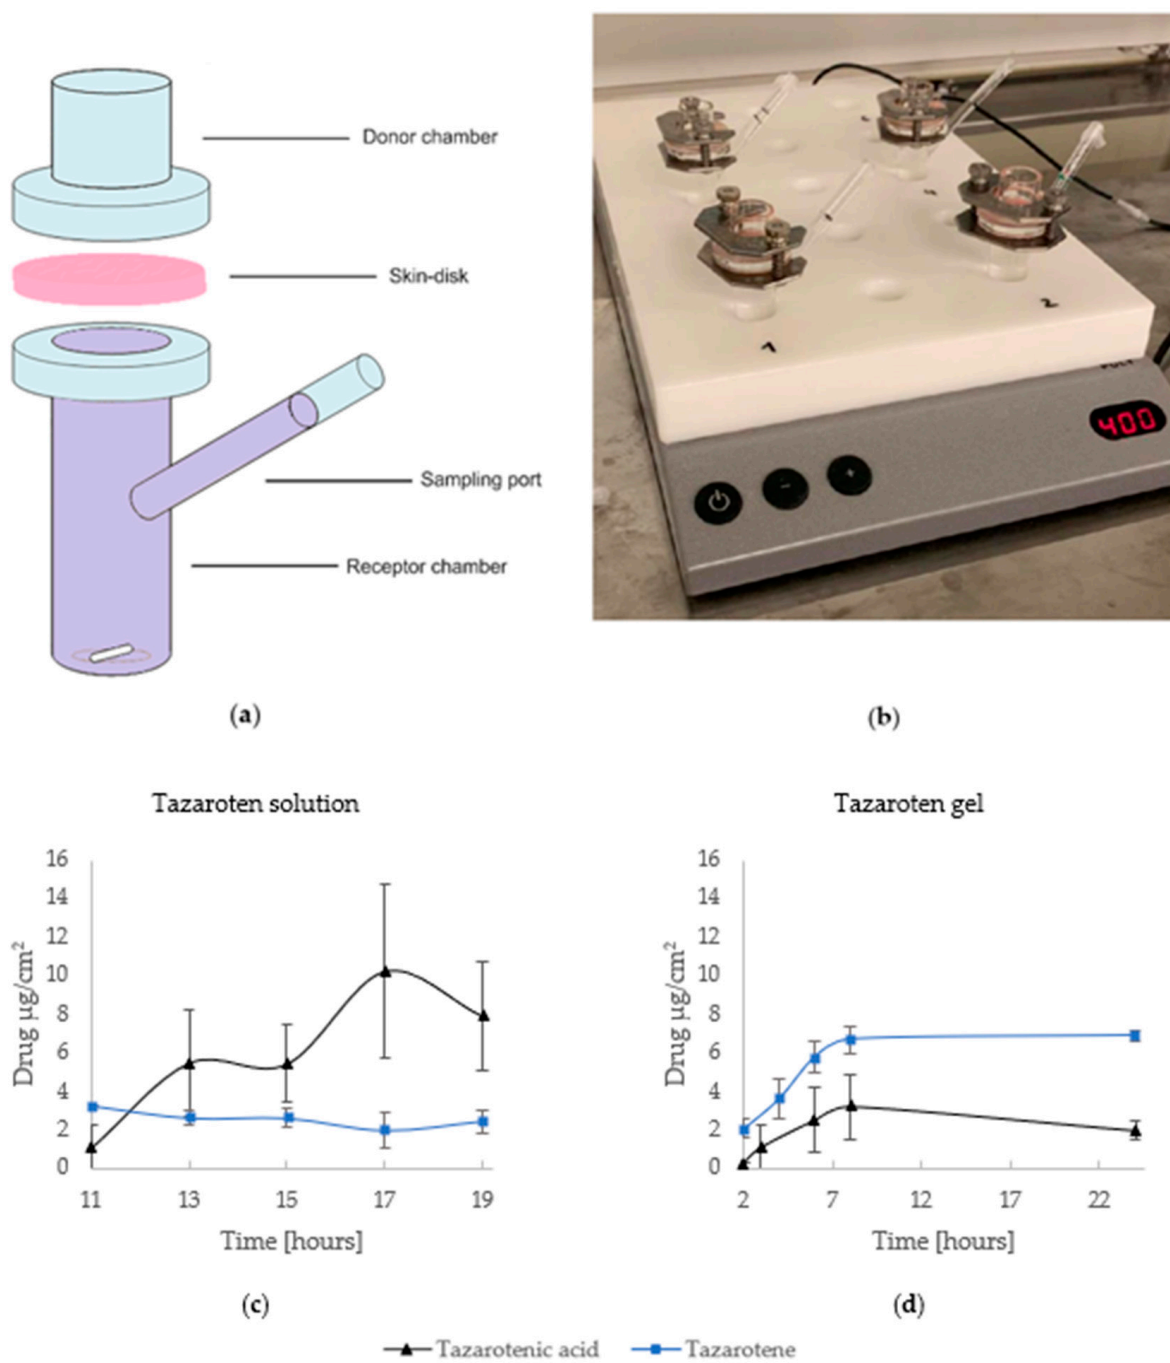 Donor chamber
Skin-disk
Sampling port
Receptor chamber
1
2
400
(a)
(b)
Tazaroten solution
16
14
12
10
8
6
4
2
0
Drug µg/cm²
11 13 15 17 19
Time [hours]
(c)
Tazaroten gel
16
14
12
10
8
6
4
2
0
Drug µg/cm²
2 7 12 17 22
Time [hours]
(d)
Tazarotenic acid Tazarotene